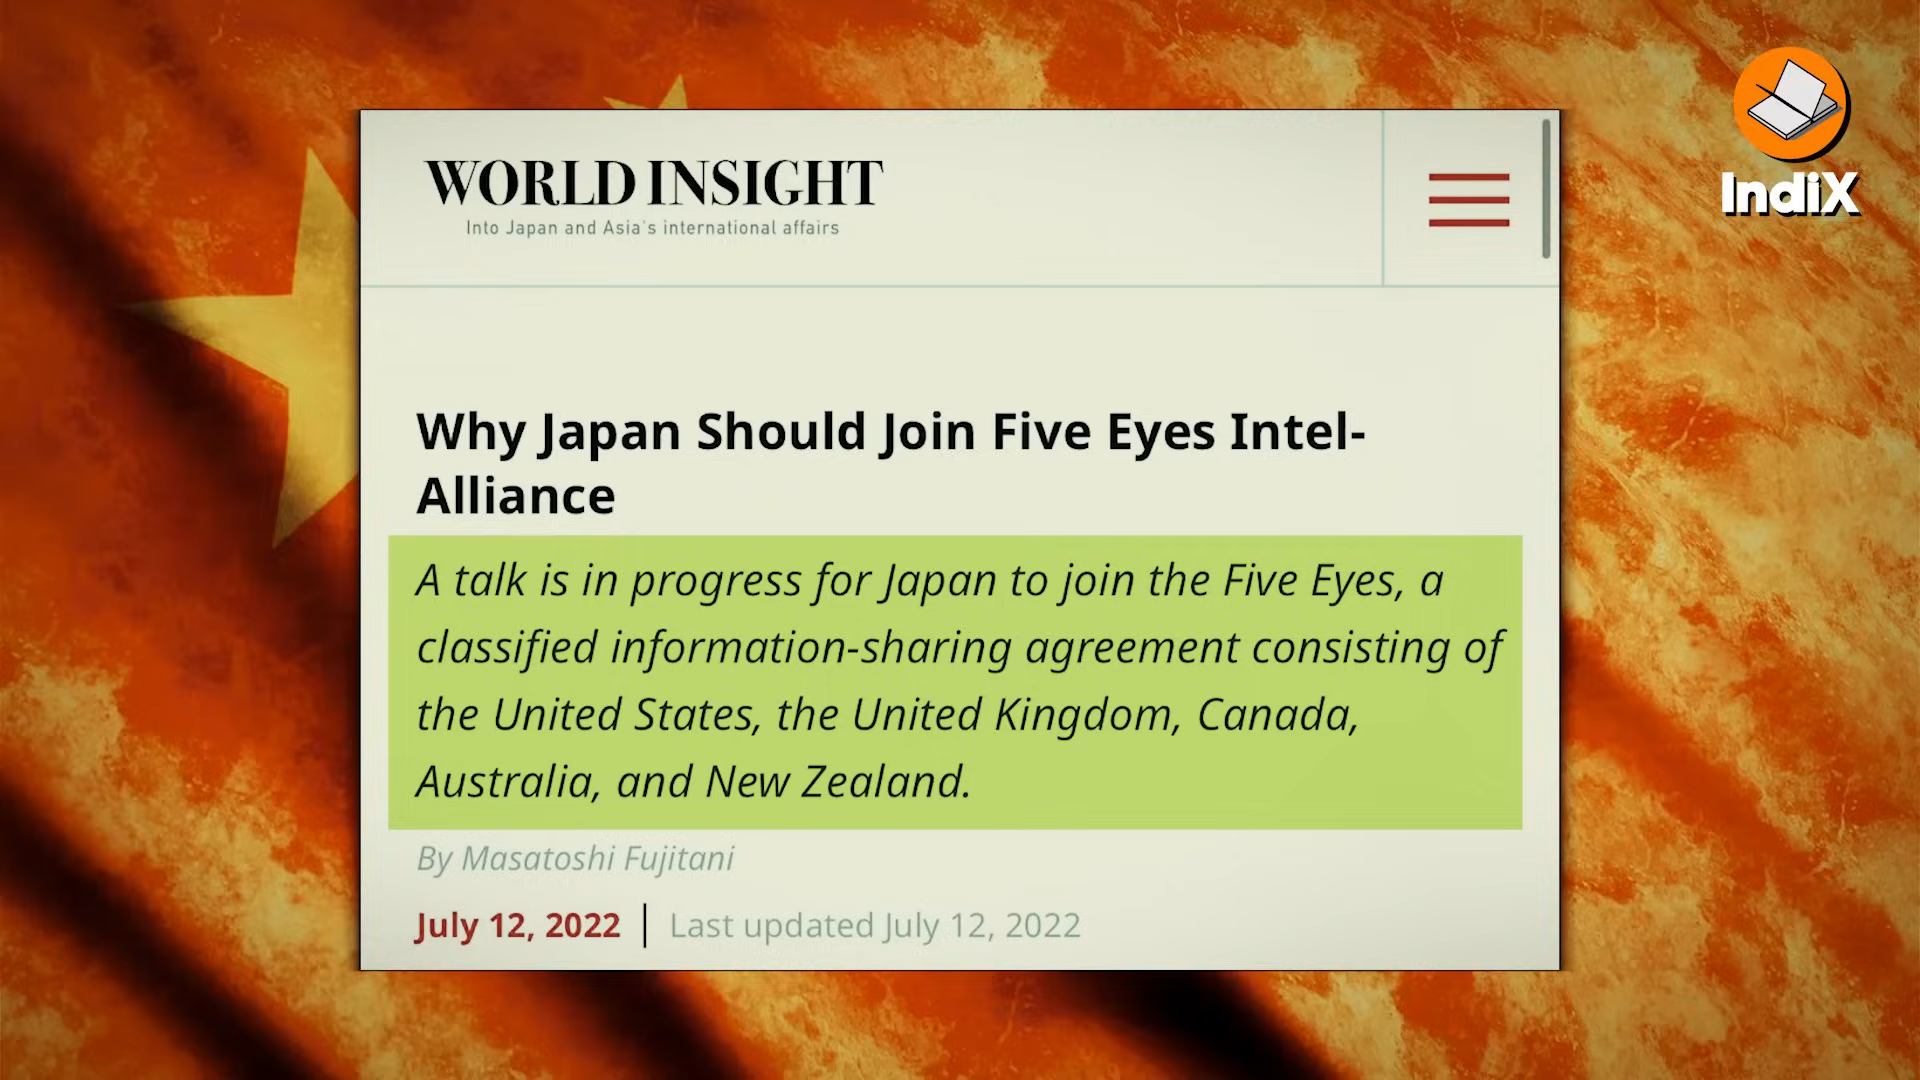 WORLD INSIGHT
Into Japan and Asia's international affairs
IndiX
Why Japan Should Join Five Eyes Intel-
Alliance
A talk is in progress for Japan to join the Five Eyes, a
classified information-sharing agreement consisting of
the United States, the United Kingdom, Canada,
Australia, and New Zealand.
By Masatoshi Fujitani
July 12, 2022 | Last updated July 12, 2022